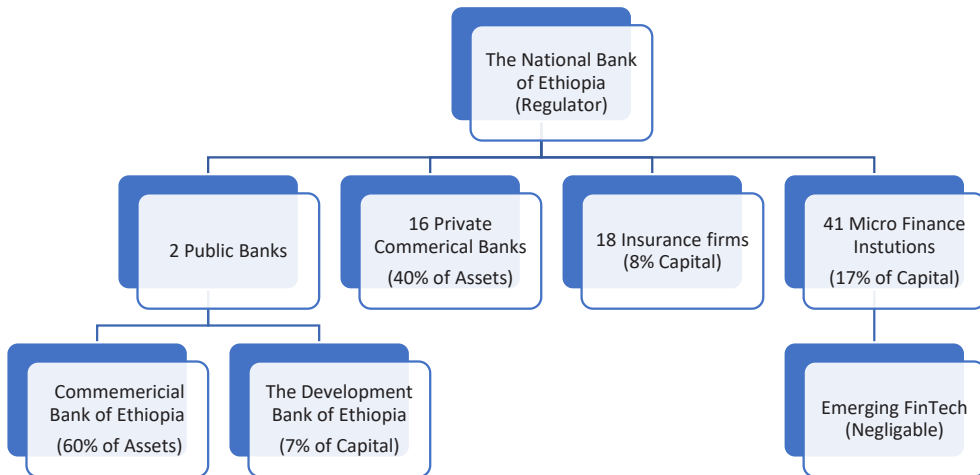 The National Bank
of Ethiopia
(Regulator)
2 Public Banks
16 Private
Commerical Banks
(40% of Assets)
18 Insurance firms
(8% Capital)
41 Micro Finance
Instutions
(17% of Capital)
Commemericial
Bank of Ethiopia
(60% of Assets)
The Development
Bank of Ethiopia
(7% of Capital)
Emerging FinTech
(Negligable)